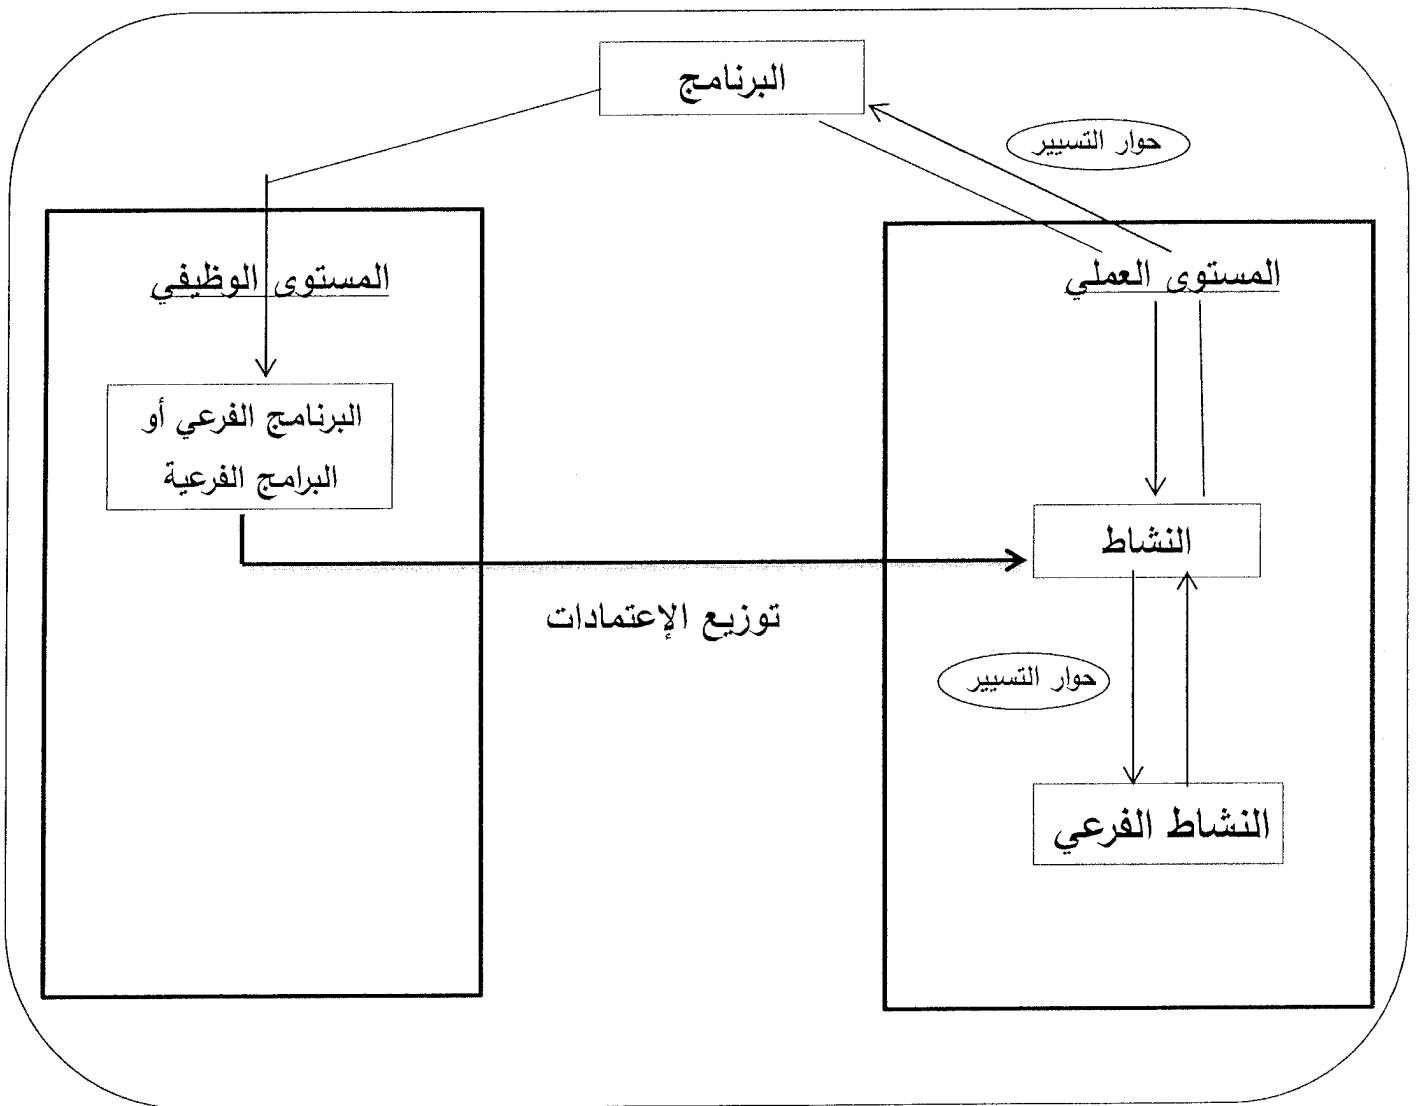 البرنامج
حوار التسيير
المستوى العملي
المستوى الوظيفي
البرنامج الفرعي أو
البرامج الفرعية
النشاط
توزيع الإعتمادات
حوار التسيير
النشاط الفرعي